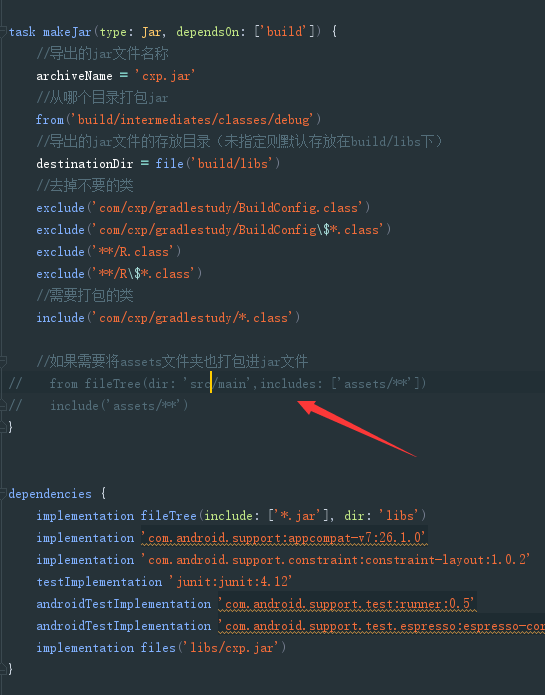 task makeJar(type: Jar, dependsOn: ['build']) {
//导出的jar文件名称
archiveName = 'cxp.jar'
//从哪个目录打包jar
from('build/intermediates/classes/debug')
//导出的jar文件的存放目录（未指定则默认存放在build/libs下）
destinationDir = file('build/libs')
//去掉不要的类
exclude('com/cxp/gradlestudy/BuildConfig.class')
exclude('com/cxp/gradlestudy/BuildConfig\$*.class')
exclude('**/R.class')
exclude('**/R\$*.class')
//需要打包的类
include('com/cxp/gradlestudy/*.class')
//如果需要将assets文件夹也打包进jar文件
// from fileTree(dir: 'src/main',includes: ['assets/**'])
// include('assets/**')
}
dependencies {
implementation fileTree(include: ['*.jar'], dir: 'libs')
implementation 'com.android.support:appcompat-v7:26.1.0'
implementation 'com.android.support.constraint:constraint-layout:1.0.2'
testImplementation 'junit:junit:4.12'
androidTestImplementation 'com.android.support.test:runner:0.5'
androidTestImplementation 'com.android.support.test.espresso:espresso-cor
implementation files('libs/cxp.jar')
}